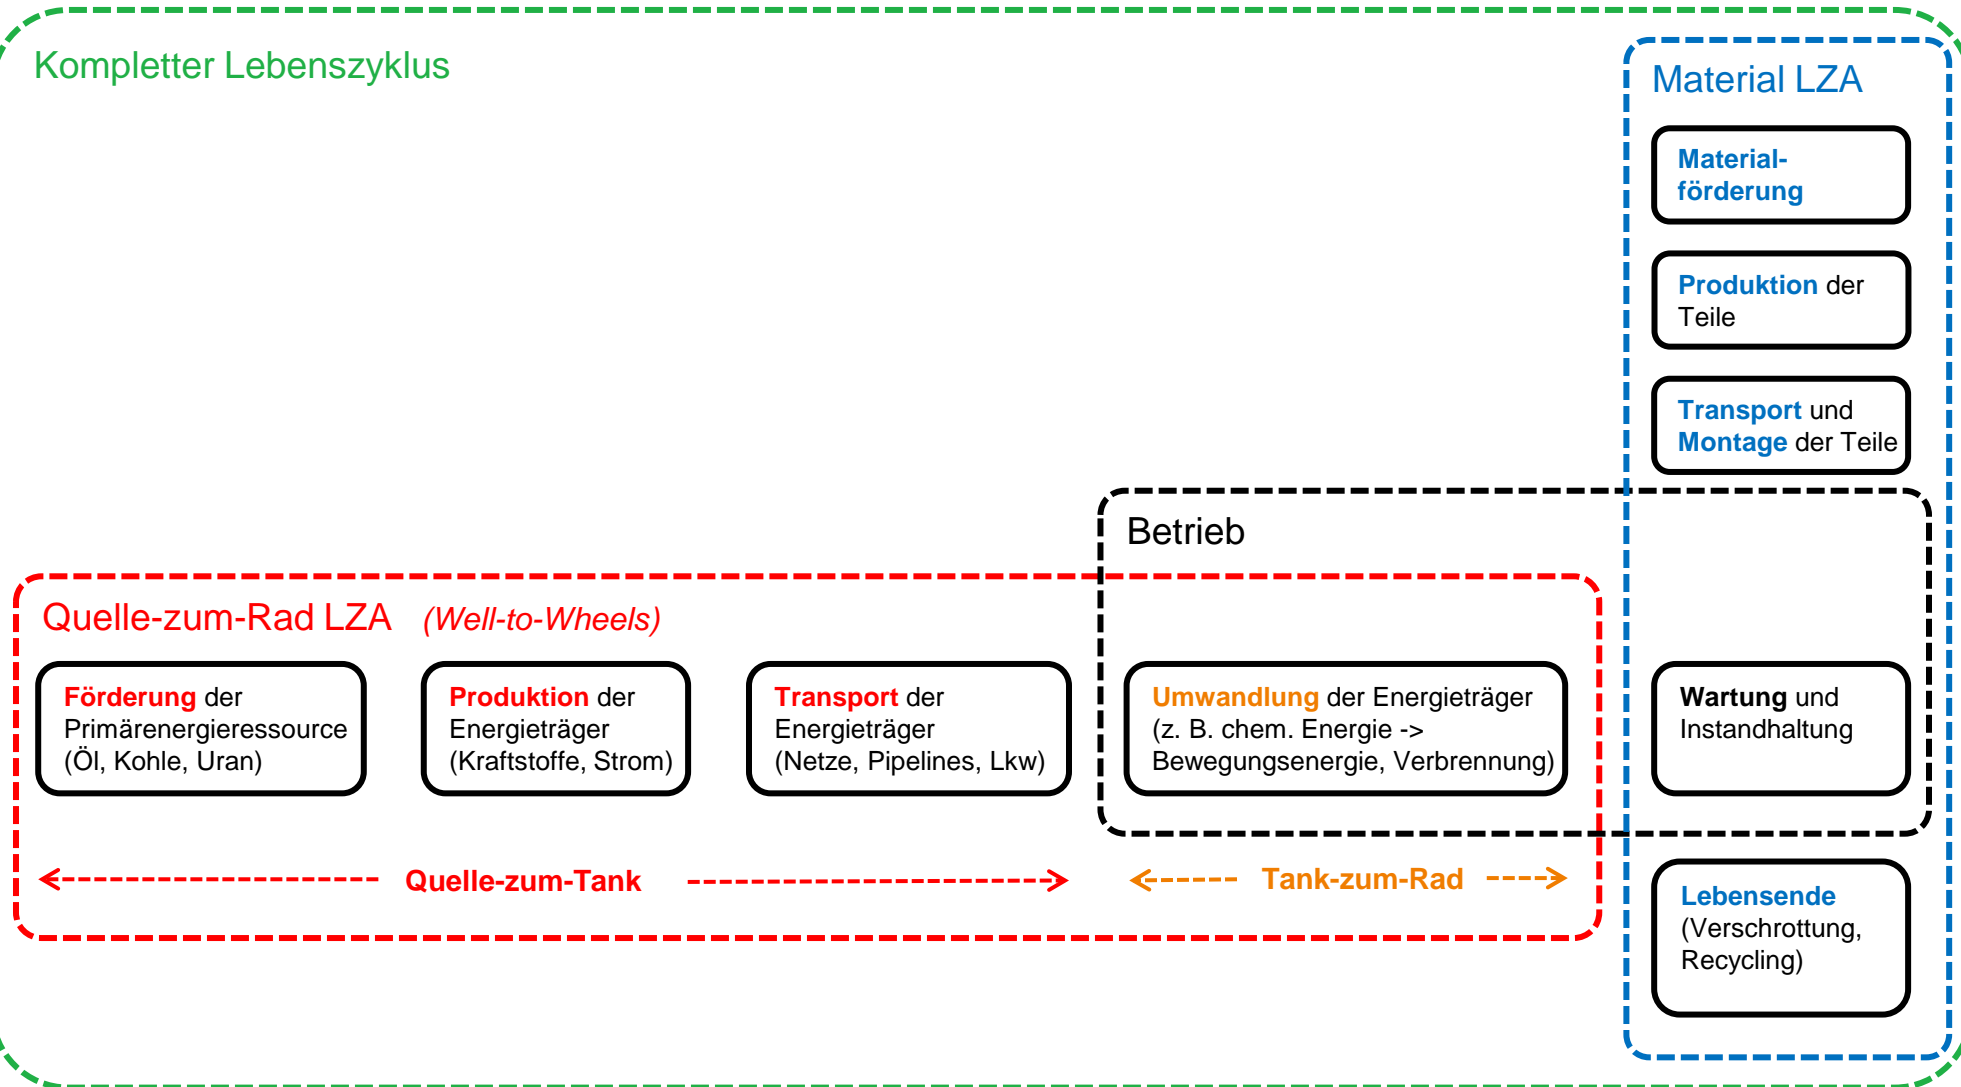 Kompletter Lebenszyklus
Material LZA
Material-
förderung
Produktion der
Teile
Transport und
Montage der Teile
Betrieb
Quelle-zum-Rad LZA (Well-to-Wheels)
Förderung der
Primärenergieressource
(Öl, Kohle, Uran)
Produktion der
Energieträger
(Kraftstoffe, Strom)
Transport der
Energieträger
(Netze, Pipelines, Lkw)
Umwandlung der Energieträger
(z. B. chem. Energie ->
Bewegungsenergie, Verbrennung)
Wartung und
Instandhaltung
Quelle-zum-Tank
Tank-zum-Rad
Lebensende
(Verschrottung,
Recycling)